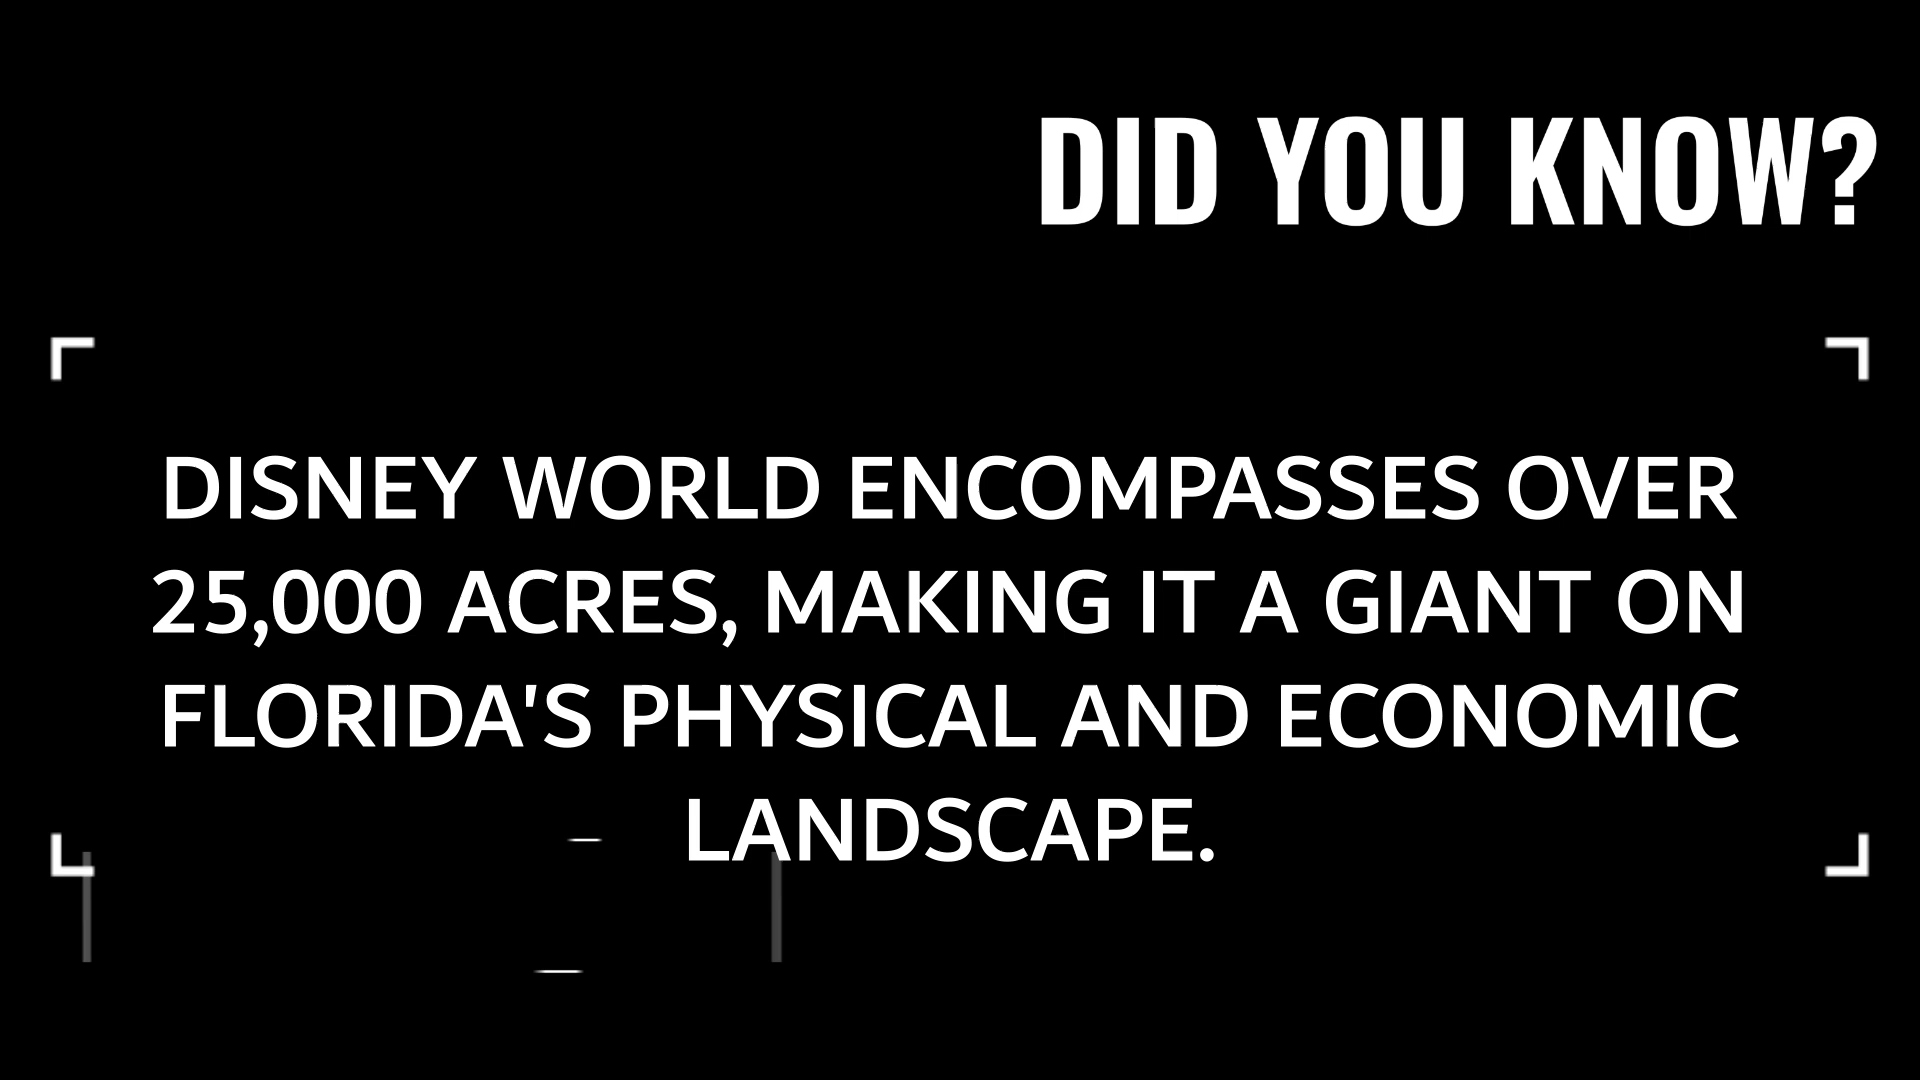 DID YOU KNOW?
DISNEY WORLD ENCOMPASSES OVER
25,000 ACRES, MAKING IT A GIANT ON
FLORIDA'S PHYSICAL AND ECONOMIC
LANDSCAPE.